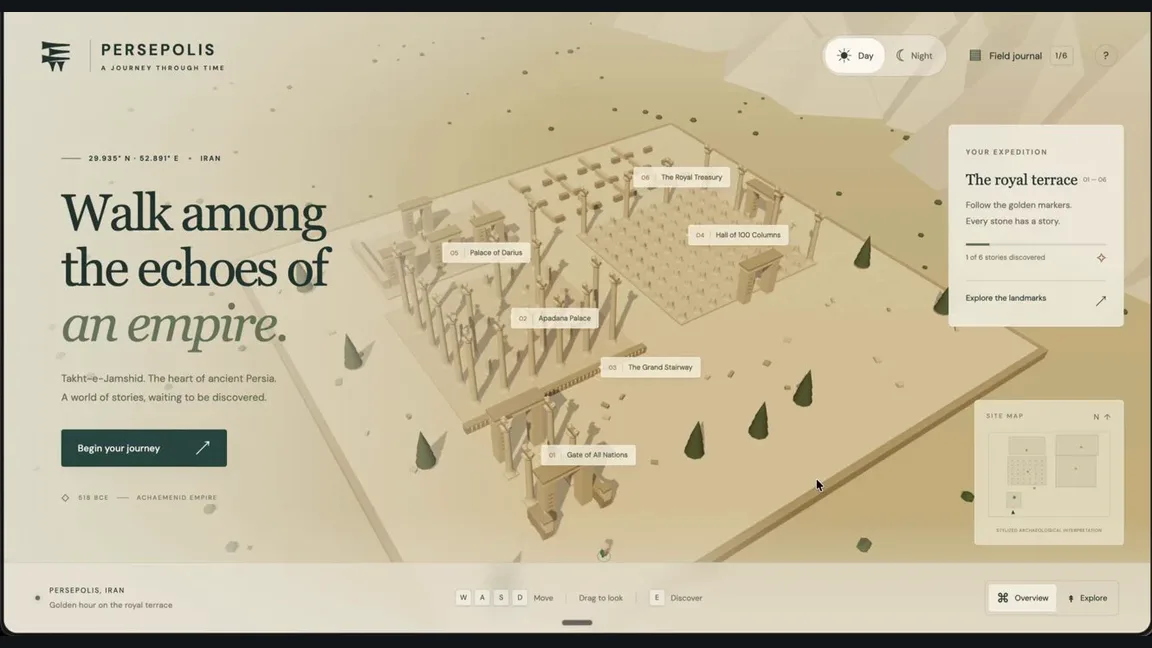 PERSEPOLIS
A JOURNEY THROUGH TIME
Day
Night
Field journal
1/6
?
29.935° N · 52.891° E • IRAN
Walk among
the echoes of
an empire.
Takht-e-Jamshid. The heart of ancient Persia.
A world of stories, waiting to be discovered.
Begin your journey
518 BCE — ACHAEMENID EMPIRE
06 The Royal Treasury
04 Hall of 100 Columns
05 Palace of Darius
02 Apadana Palace
03 The Grand Stairway
01 Gate of All Nations
YOUR EXPEDITION
The royal terrace 01 — 06
Follow the golden markers.
Every stone has a story.
1 of 6 stories discovered
Explore the landmarks
SITE MAP
N ↑
STYLIZED ARCHAEOLOGICAL INTERPRETATION
PERSEPOLIS, IRAN
Golden hour on the royal terrace
W A S D Move
Drag to look
E Discover
Overview
Explore